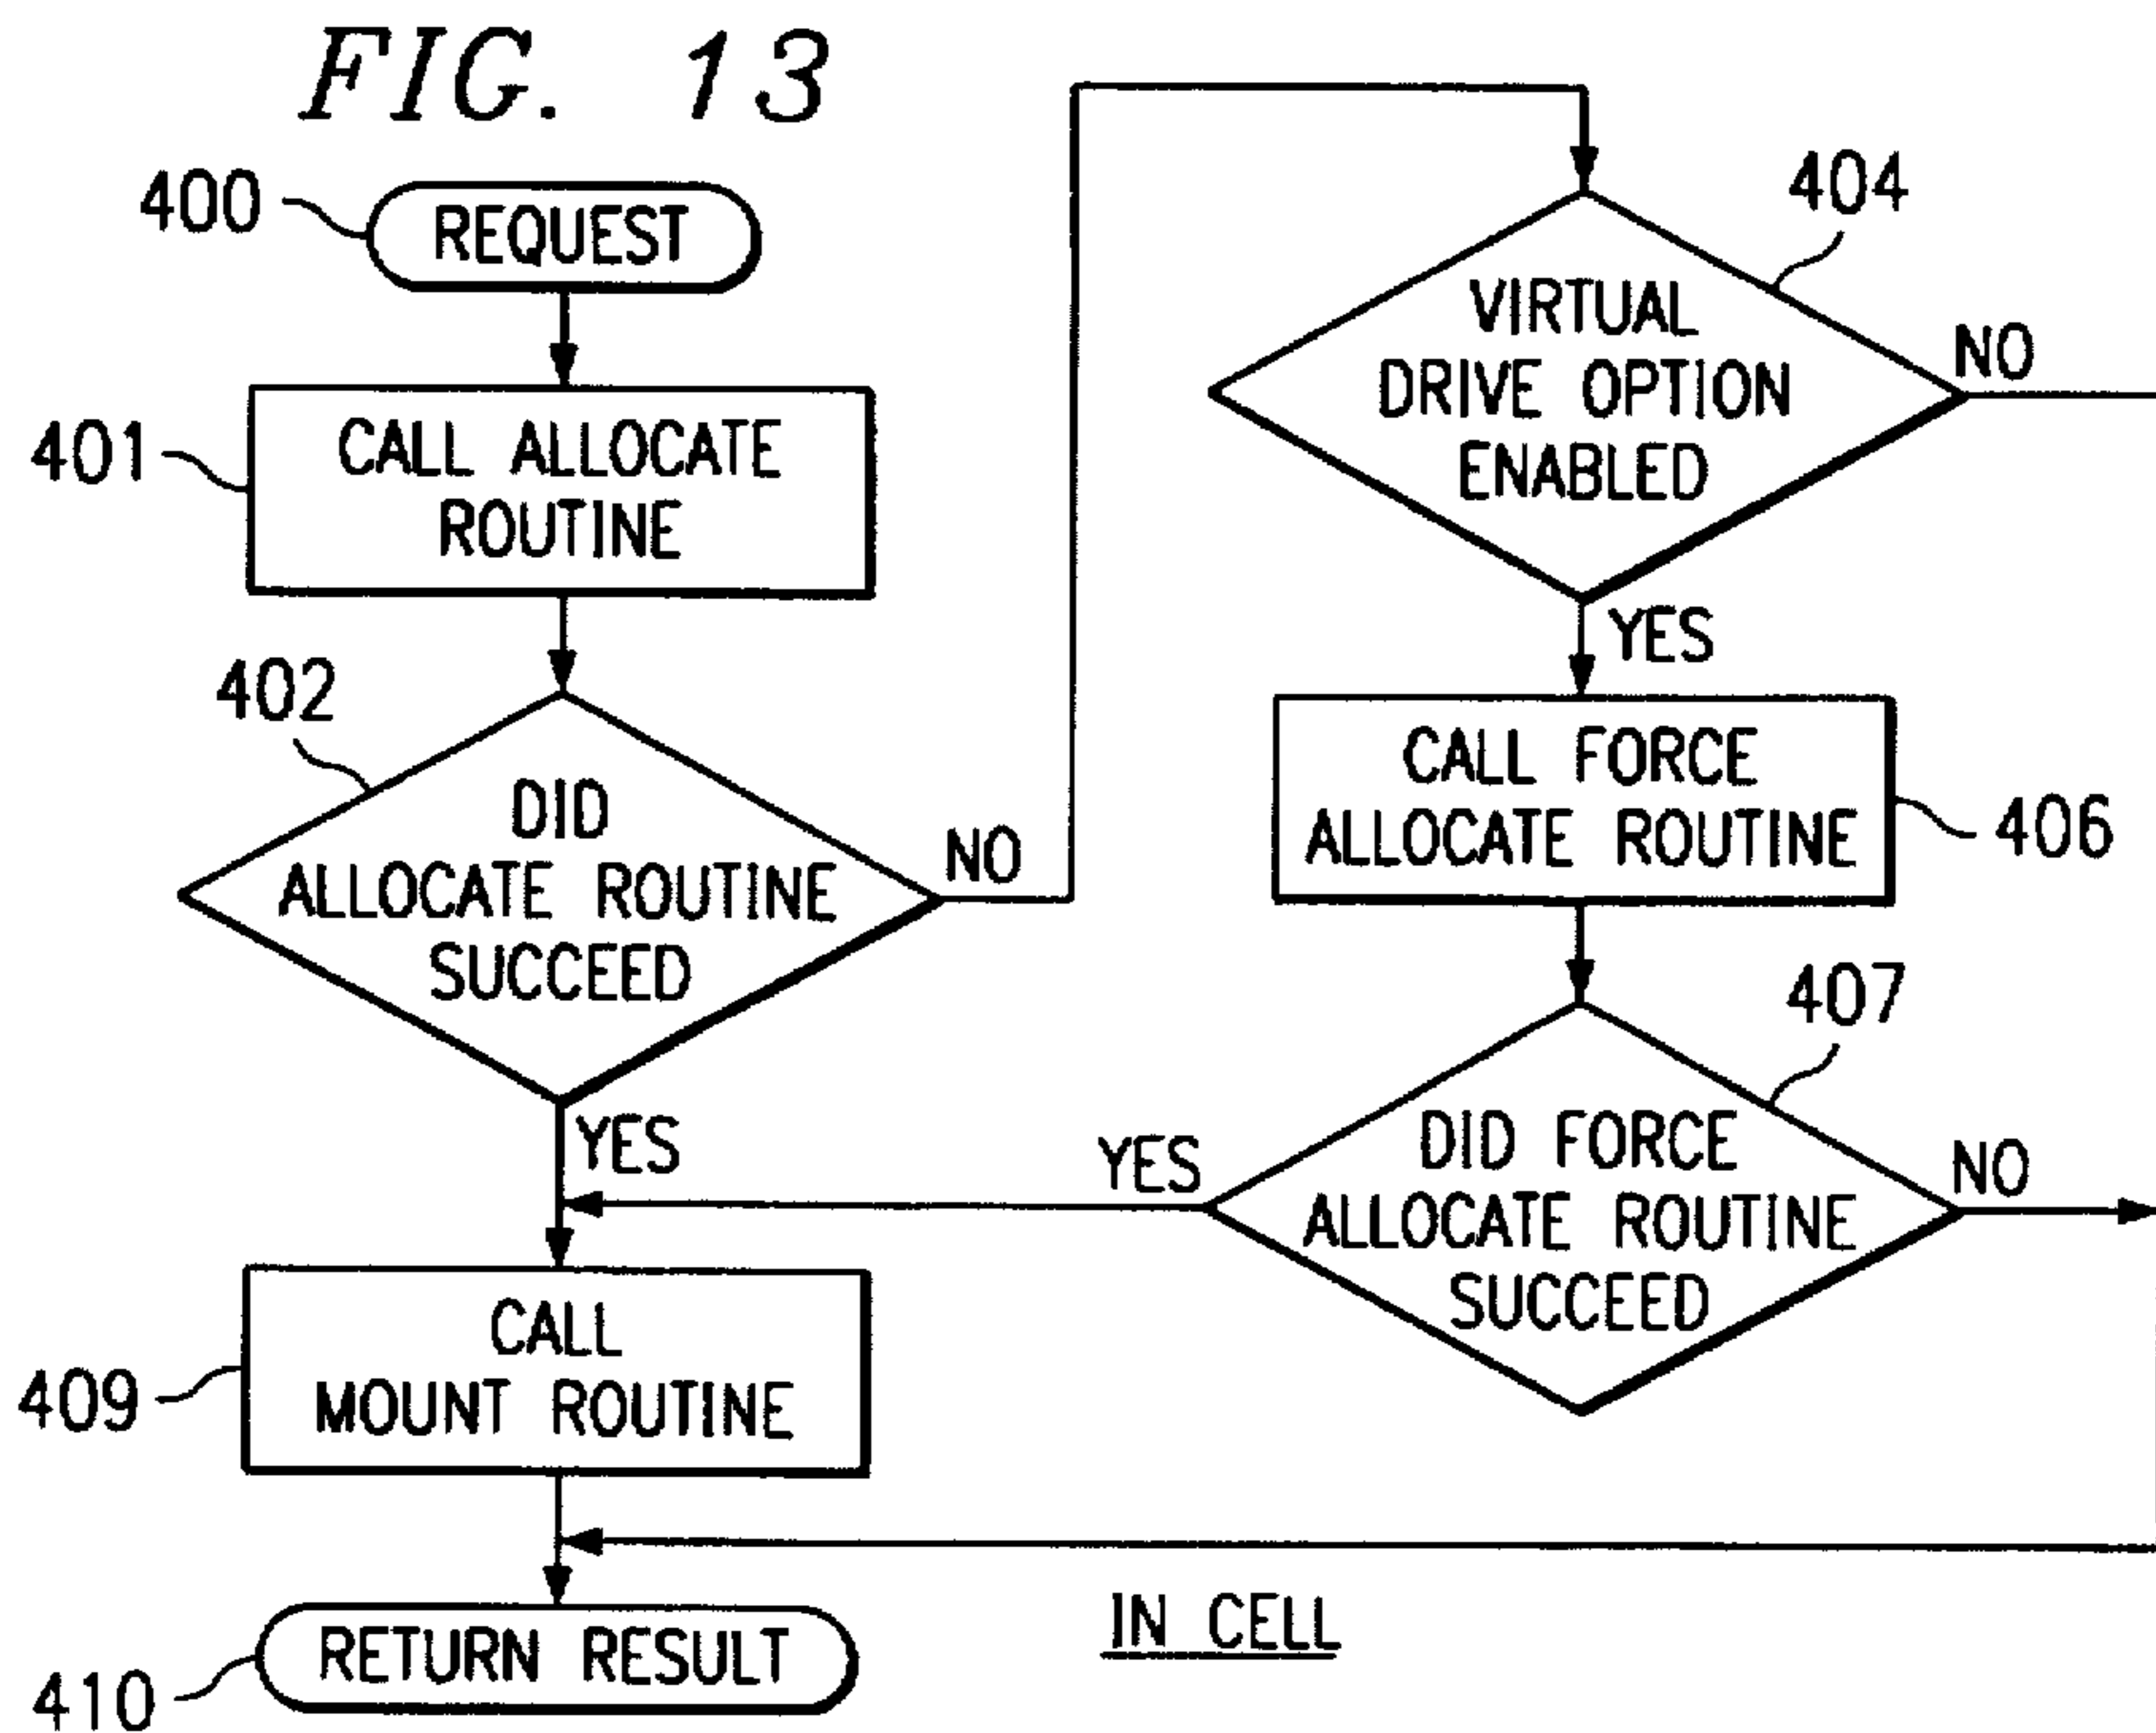 FIG. 13
400
REQUEST
401
CALL ALLOCATE
ROUTINE
402
DID
ALLOCATE ROUTINE
SUCCEED
NO
YES
404
VIRTUAL
DRIVE OPTION
ENABLED
NO
YES
CALL FORCE
ALLOCATE ROUTINE
406
407
DID FORCE
ALLOCATE ROUTINE
SUCCEED
YES
NO
409
CALL
MOUNT ROUTINE
410
RETURN RESULT
IN CELL